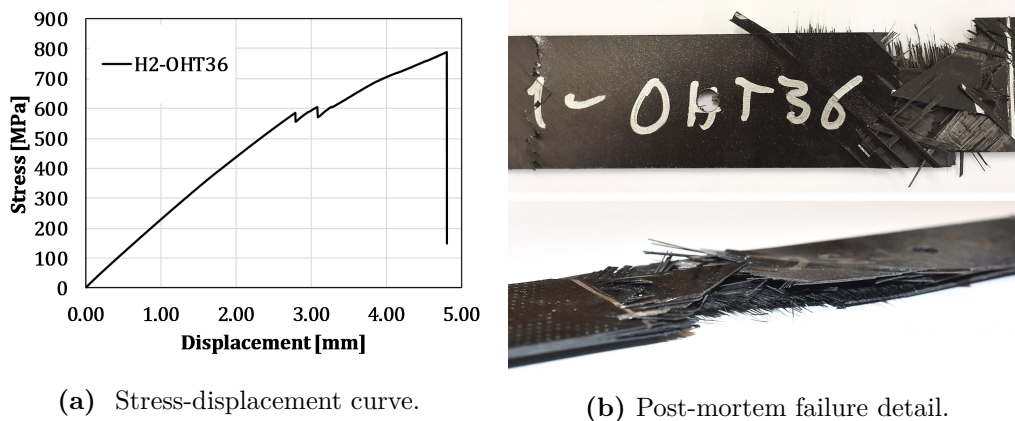 900
800
700
600
500
400
300
200
100
0
Stress [MPa]
H2-OHT36
0.00 1.00 2.00 3.00 4.00 5.00
Displacement [mm]
(a) Stress-displacement curve.
1-OHT36
(b) Post-mortem failure detail.